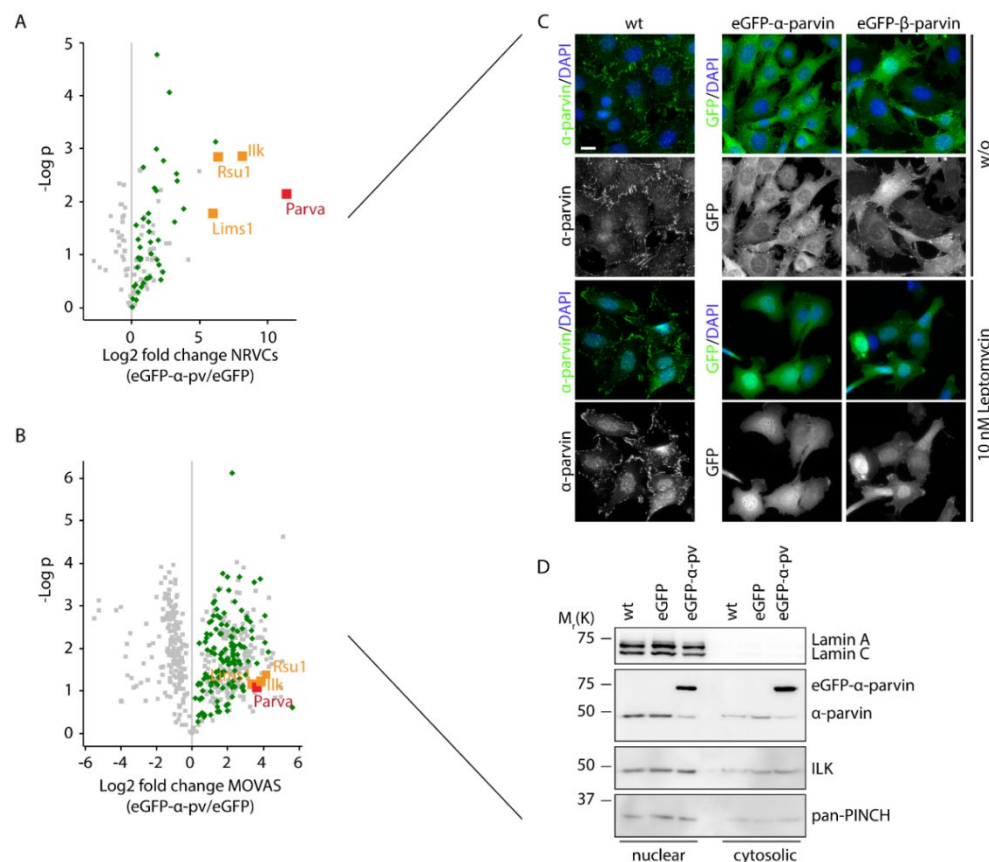 A
5
4
3
2
1
0
-Log p
Ilk
Rsu1
Parva
Lims1
0
5
10
Log2 fold change NRVCs
(eGFP-α-pv/eGFP)
B
6
5
4
3
2
1
0
-Log p
Rsu1
Ilk
Parva
-6
-4
-2
0
2
4
6
Log2 fold change MOVAS
(eGFP-α-pv/eGFP)
C
wt
eGFP-α-parvin
eGFP-β-parvin
α-parvin/DAPI
GFP/DAPI
w/o
α-parvin
GFP
α-parvin/DAPI
GFP/DAPI
10 nM Leptomycin
α-parvin
GFP
D
wt
eGFP
eGFP-α-pv
wt
eGFP
eGFP-α-pv
Mr(K)
75
Lamin A
Lamin C
75
eGFP-α-parvin
50
α-parvin
50
ILK
37
pan-PINCH
nuclear
cytosolic